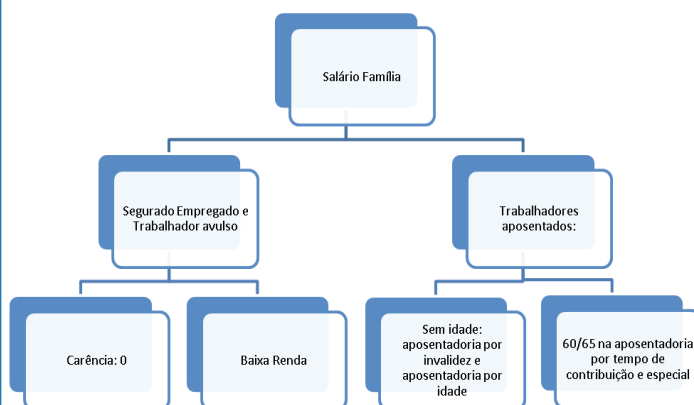 Salário Família
Segurado Empregado e
Trabalhador avulso
Trabalhadores
aposentados:
Carência: 0
Baixa Renda
Sem idade:
aposentadoria por
invalidez e
aposentadoria por
idade
60/65 na aposentadoria
por tempo de
contribuição e especial